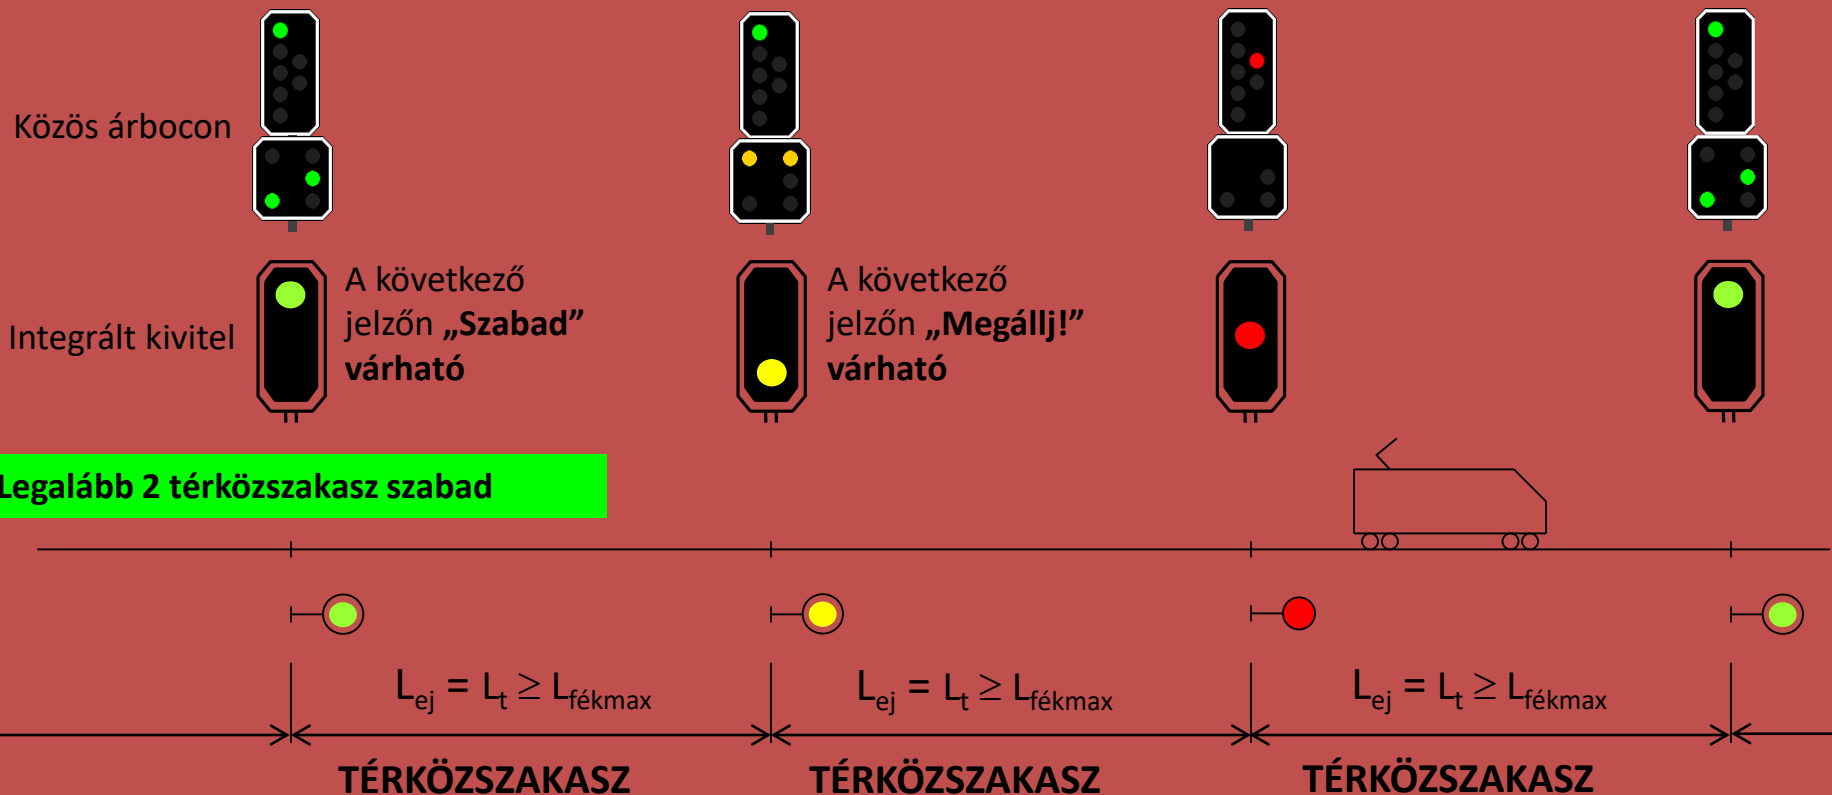 Közös árbocon
Integrált kivitel
A következő
jelzőn „Szabad”
várható
A következő
jelzőn „Megállj!”
várható
Legalább 2 térközszakasz szabad
Lej = Lt ≥ Lfékmax
Lej = Lt ≥ Lfékmax
Lej = Lt ≥ Lfékmax
TÉRKÖZSZAKASZ
TÉRKÖZSZAKASZ
TÉRKÖZSZAKASZ